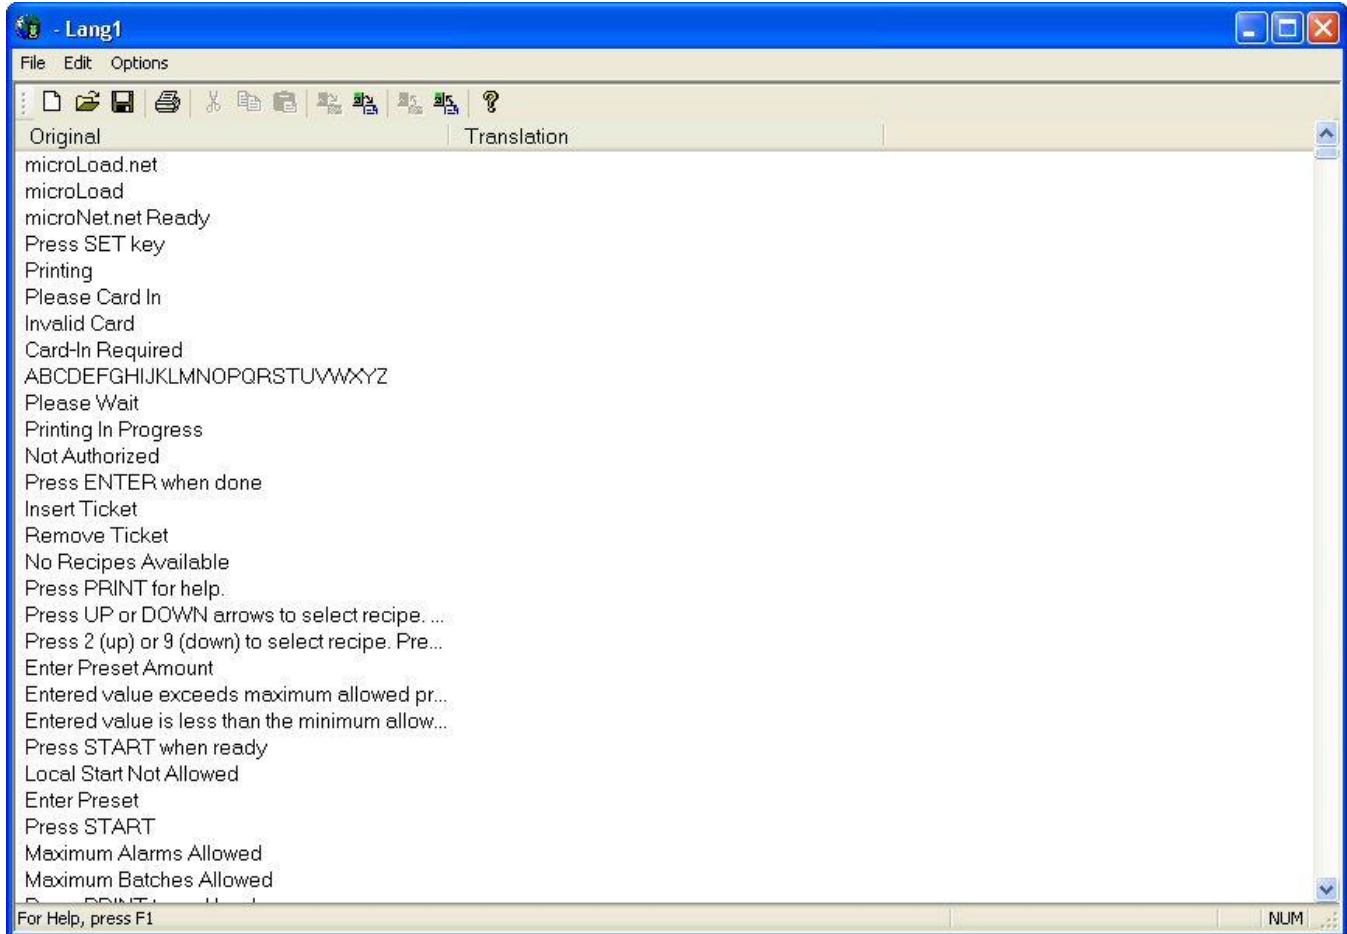 - Lang1
File Edit Options
Original Translation
microLoad.net
microLoad
microNet.net Ready
Press SET key
Printing
Please Card In
Invalid Card
Card-In Required
ABCDEFGHIJKLMNOPQRSTUVWXYZ
Please Wait
Printing In Progress
Not Authorized
Press ENTER when done
Insert Ticket
Remove Ticket
No Recipes Available
Press PRINT for help.
Press UP or DOWN arrows to select recipe. ...
Press 2 (up) or 9 (down) to select recipe. Pre...
Enter Preset Amount
Entered value exceeds maximum allowed pr...
Entered value is less than the minimum allow...
Press START when ready
Local Start Not Allowed
Enter Preset
Press START
Maximum Alarms Allowed
Maximum Batches Allowed
For Help, press F1 NUM